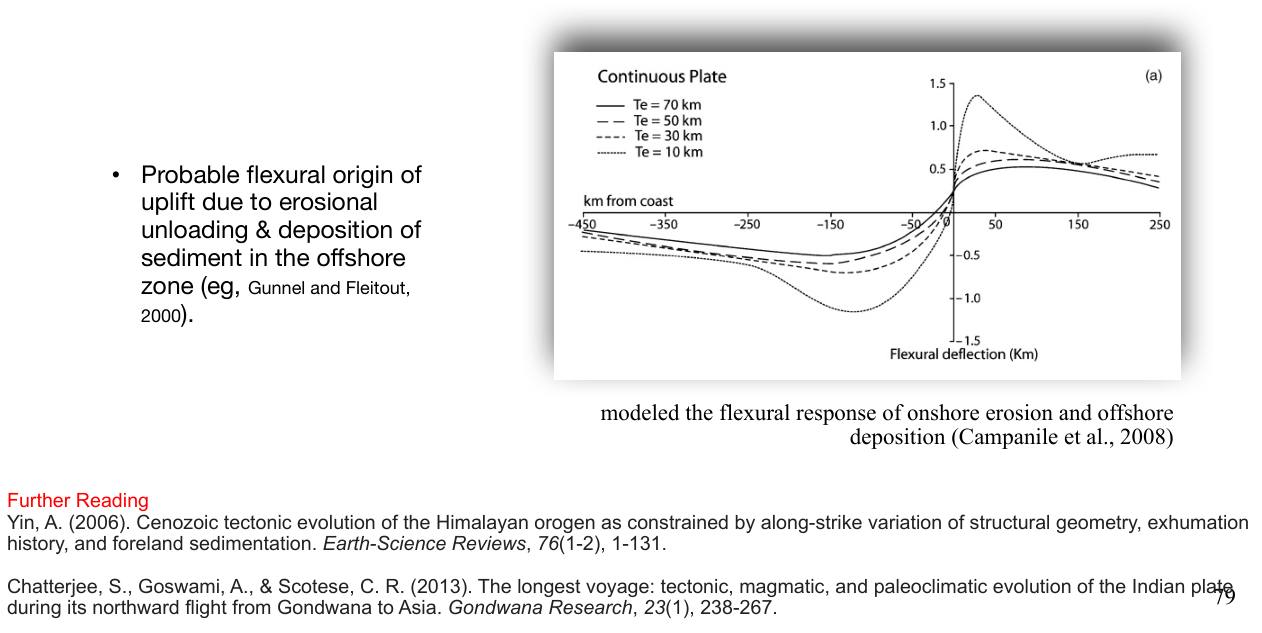 • Probable flexural origin of
uplift due to erosional
unloading & deposition of
sediment in the offshore
zone (eg, Gunnel and Fleitout,
2000).
Continuous Plate
Te = 70 km
Te = 50 km
Te = 30 km
Te = 10 km
(a)
1.5
1.0
0.5
km from coast
-450 -350 -250 -150 -50 0 50 150 250
-0.5
-1.0
-1.5
Flexural deflection (Km)
modeled the flexural response of onshore erosion and offshore
deposition (Campanile et al., 2008)
Further Reading
Yin, A. (2006). Cenozoic tectonic evolution of the Himalayan orogen as constrained by along-strike variation of structural geometry, exhumation
history, and foreland sedimentation. Earth-Science Reviews, 76(1-2), 1-131.
Chatterjee, S., Goswami, A., & Scotese, C. R. (2013). The longest voyage: tectonic, magmatic, and paleoclimatic evolution of the Indian plate
during its northward flight from Gondwana to Asia. Gondwana Research, 23(1), 238-267.
79